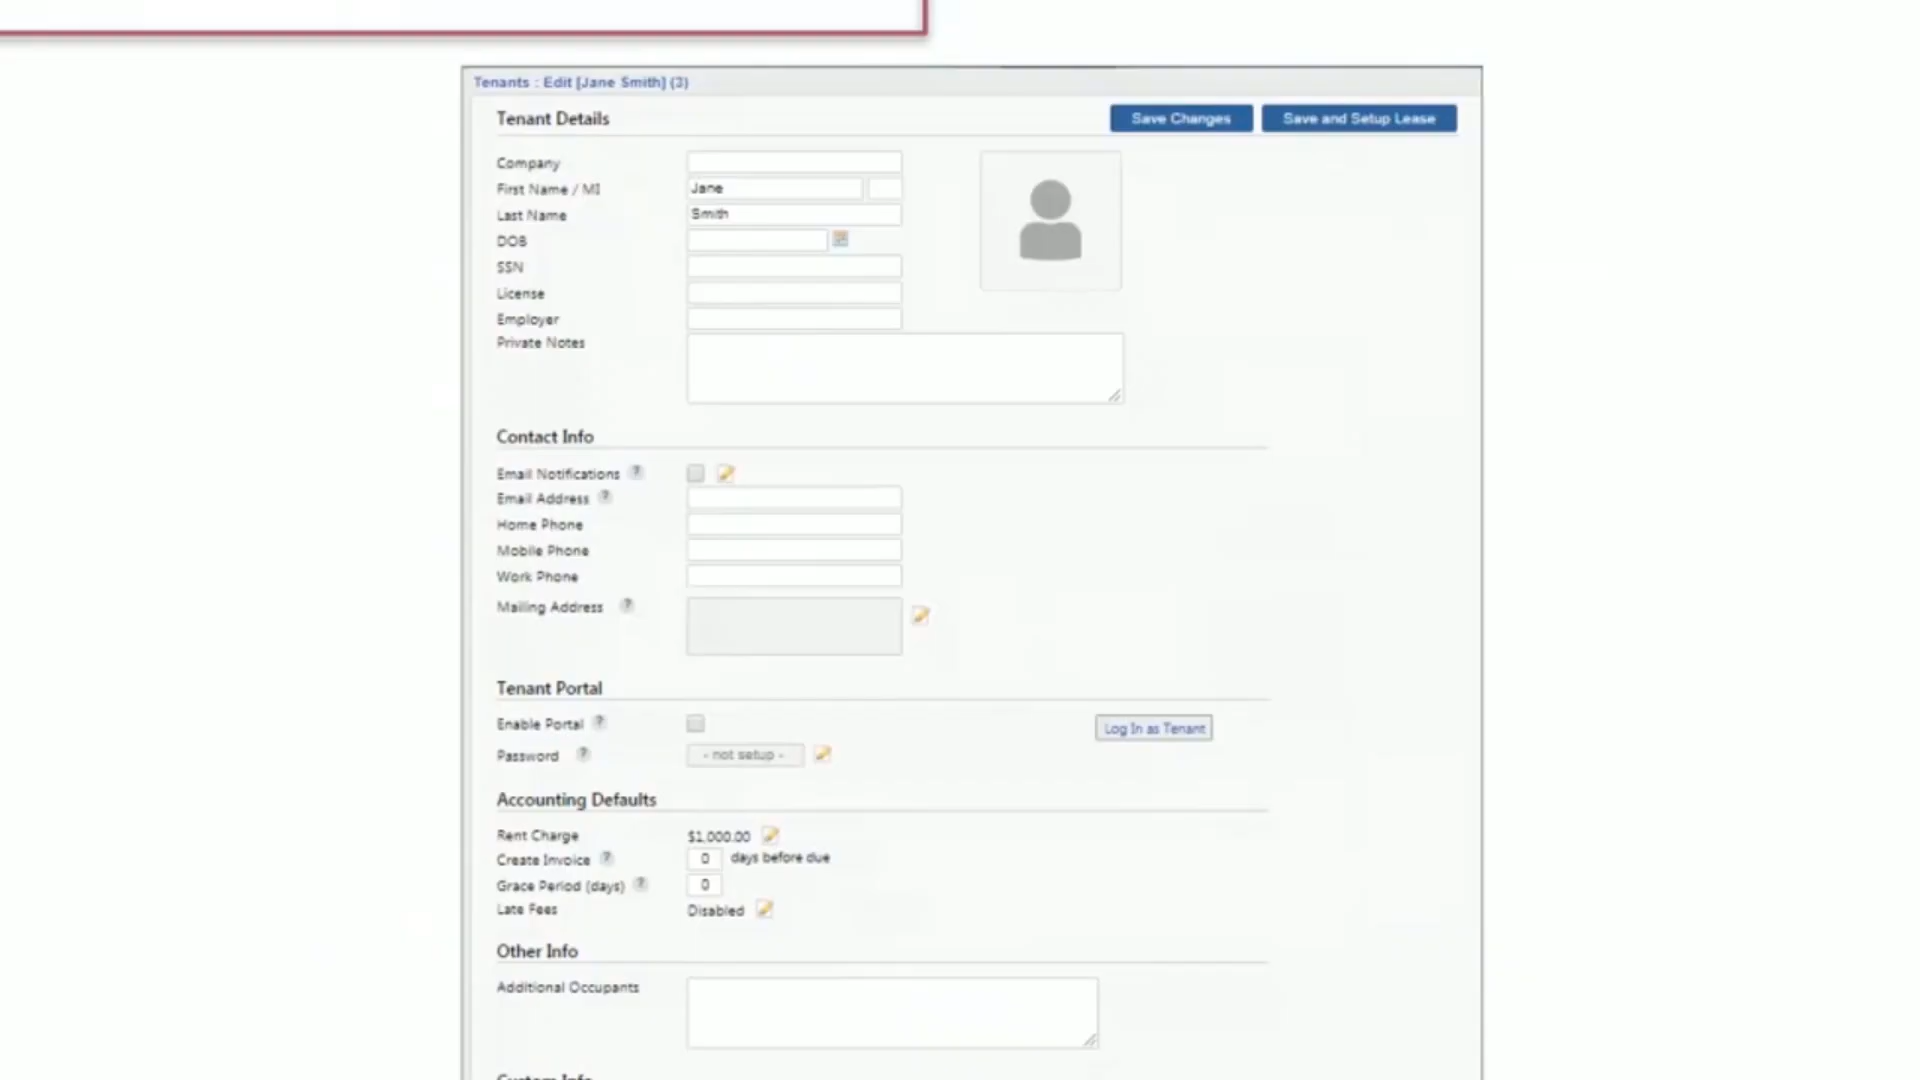 Tenants : Edit [Jane Smith] (3)
Tenant Details
Save Changes
Save and Setup Lease
Company
First Name / MI
Jane
Last Name
Smith
DOB
SSN
License
Employer
Private Notes
Contact Info
Email Notifications ?
Email Address ?
Home Phone
Mobile Phone
Work Phone
Mailing Address ?
Tenant Portal
Enable Portal ?
Log In as Tenant
Password ?
- not setup -
Accounting Defaults
Rent Charge
$1,000.00
Create Invoice ?
0 days before due
Grace Period (days) ?
0
Late Fees
Disabled
Other Info
Additional Occupants
Custom Info